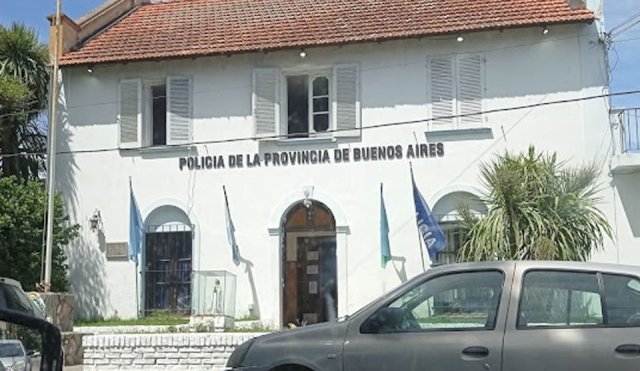 POLICIA DE LA PROVINCIA DE BUENOS AIRES